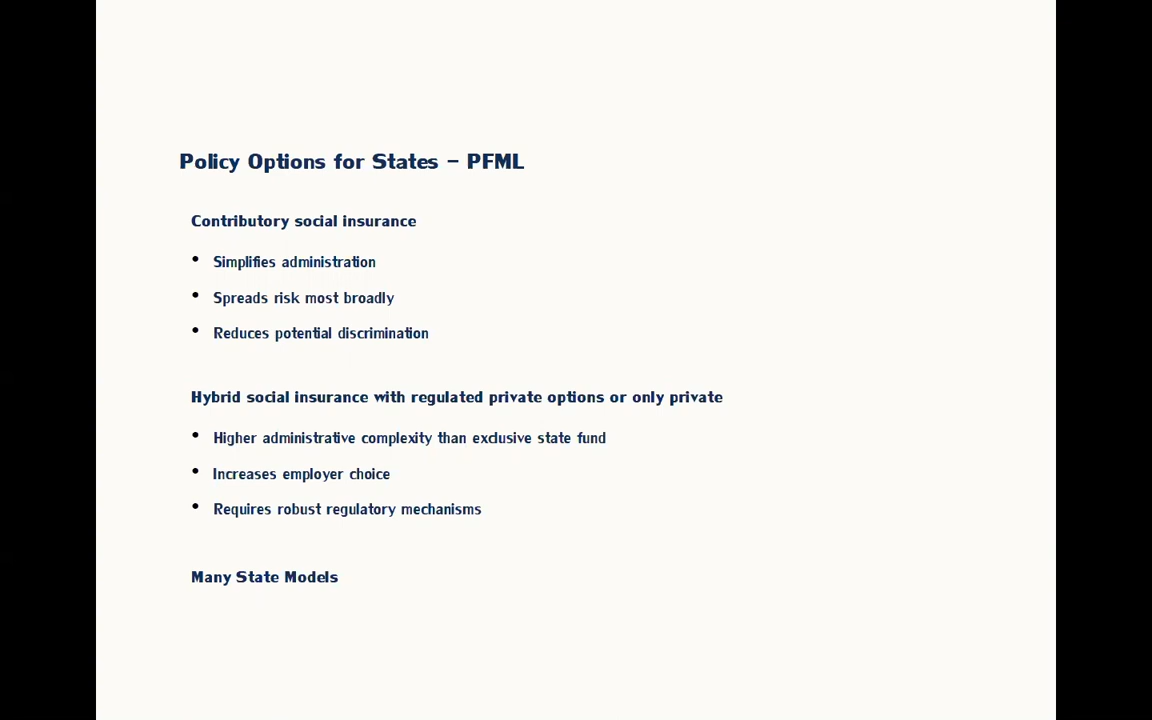 Policy Options for States – PFML
Contributory social insurance
• Simplifies administration
• Spreads risk most broadly
• Reduces potential discrimination
Hybrid social insurance with regulated private options or only private
• Higher administrative complexity than exclusive state fund
• Increases employer choice
• Requires robust regulatory mechanisms
Many State Models